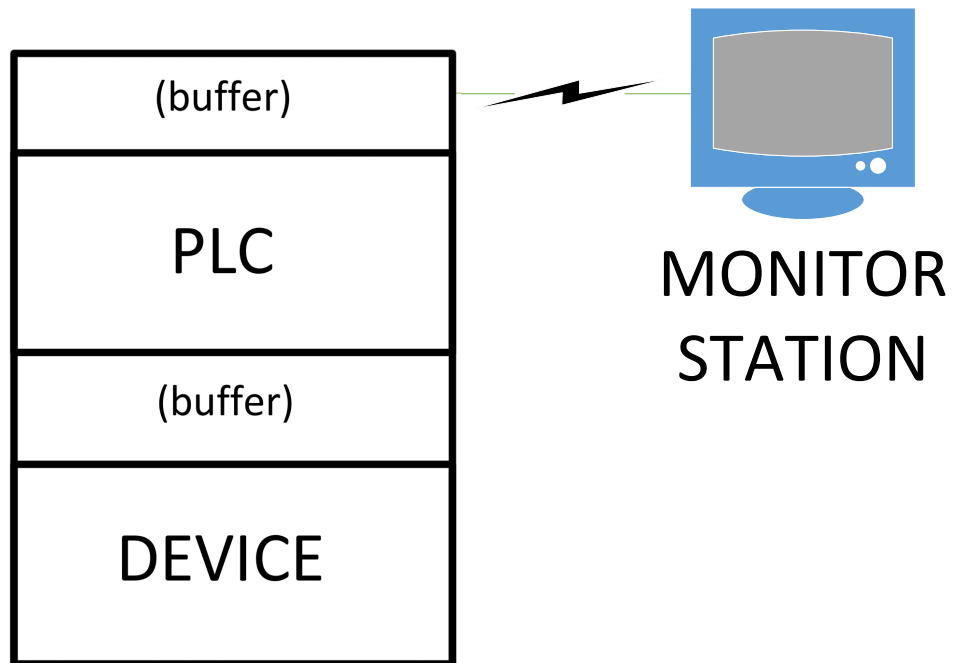 (buffer)
PLC
(buffer)
DEVICE
MONITOR
STATION